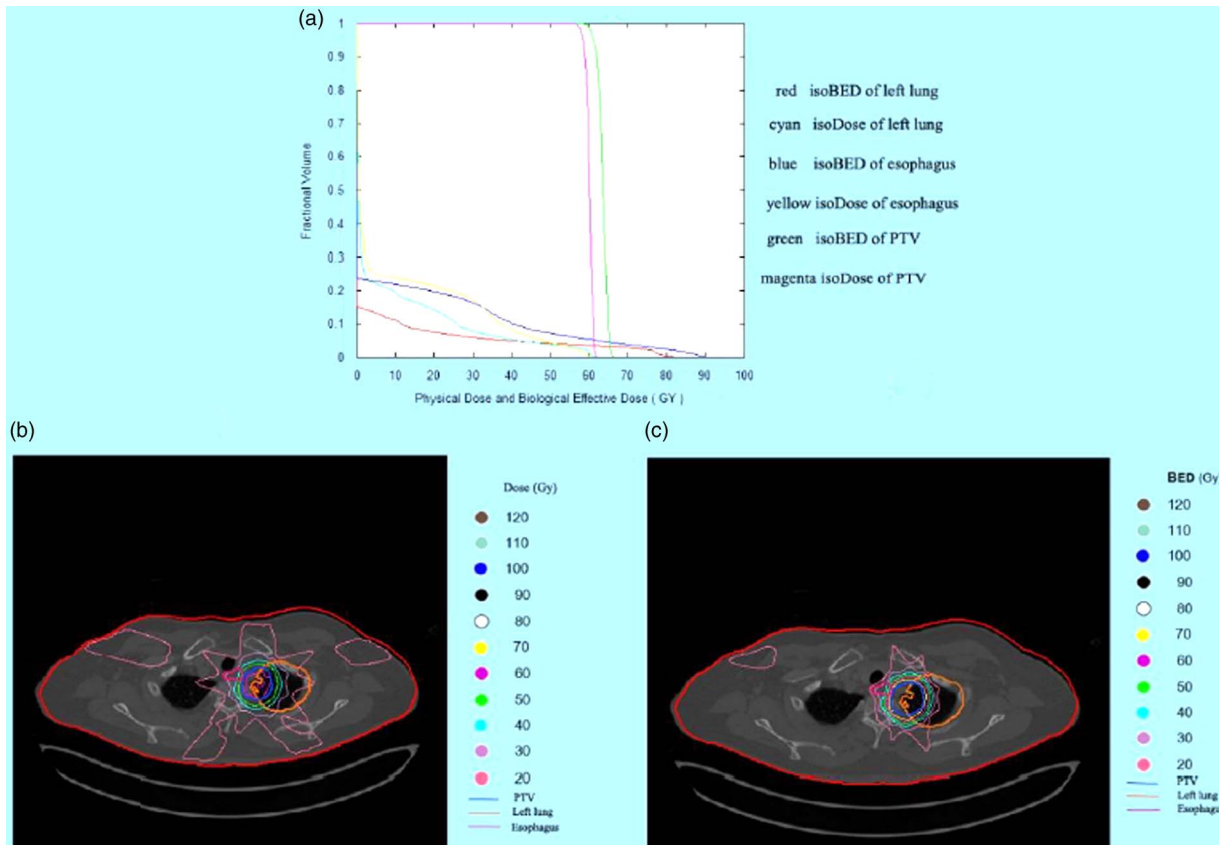 (a)
1
0.9
0.8
0.7
0.6
0.5
0.4
0.3
0.2
0.1
0
Fractional Volume
0 10 20 30 40 50 60 70 80 90 100
Physical Dose and Biological Effective Dose ( GY )
red isoBED of left lung
cyan isoDose of left lung
blue isoBED of esophagus
yellow isoDose of esophagus
green isoBED of PTV
magenta isoDose of PTV
(b)
Dose (Gy)
120
110
100
90
80
70
60
50
40
30
20
PTV
Left lung
Esophagus
(c)
BED (Gy
120
110
100
90
80
70
60
50
40
30
20
PTV
Left lung
Esophagu